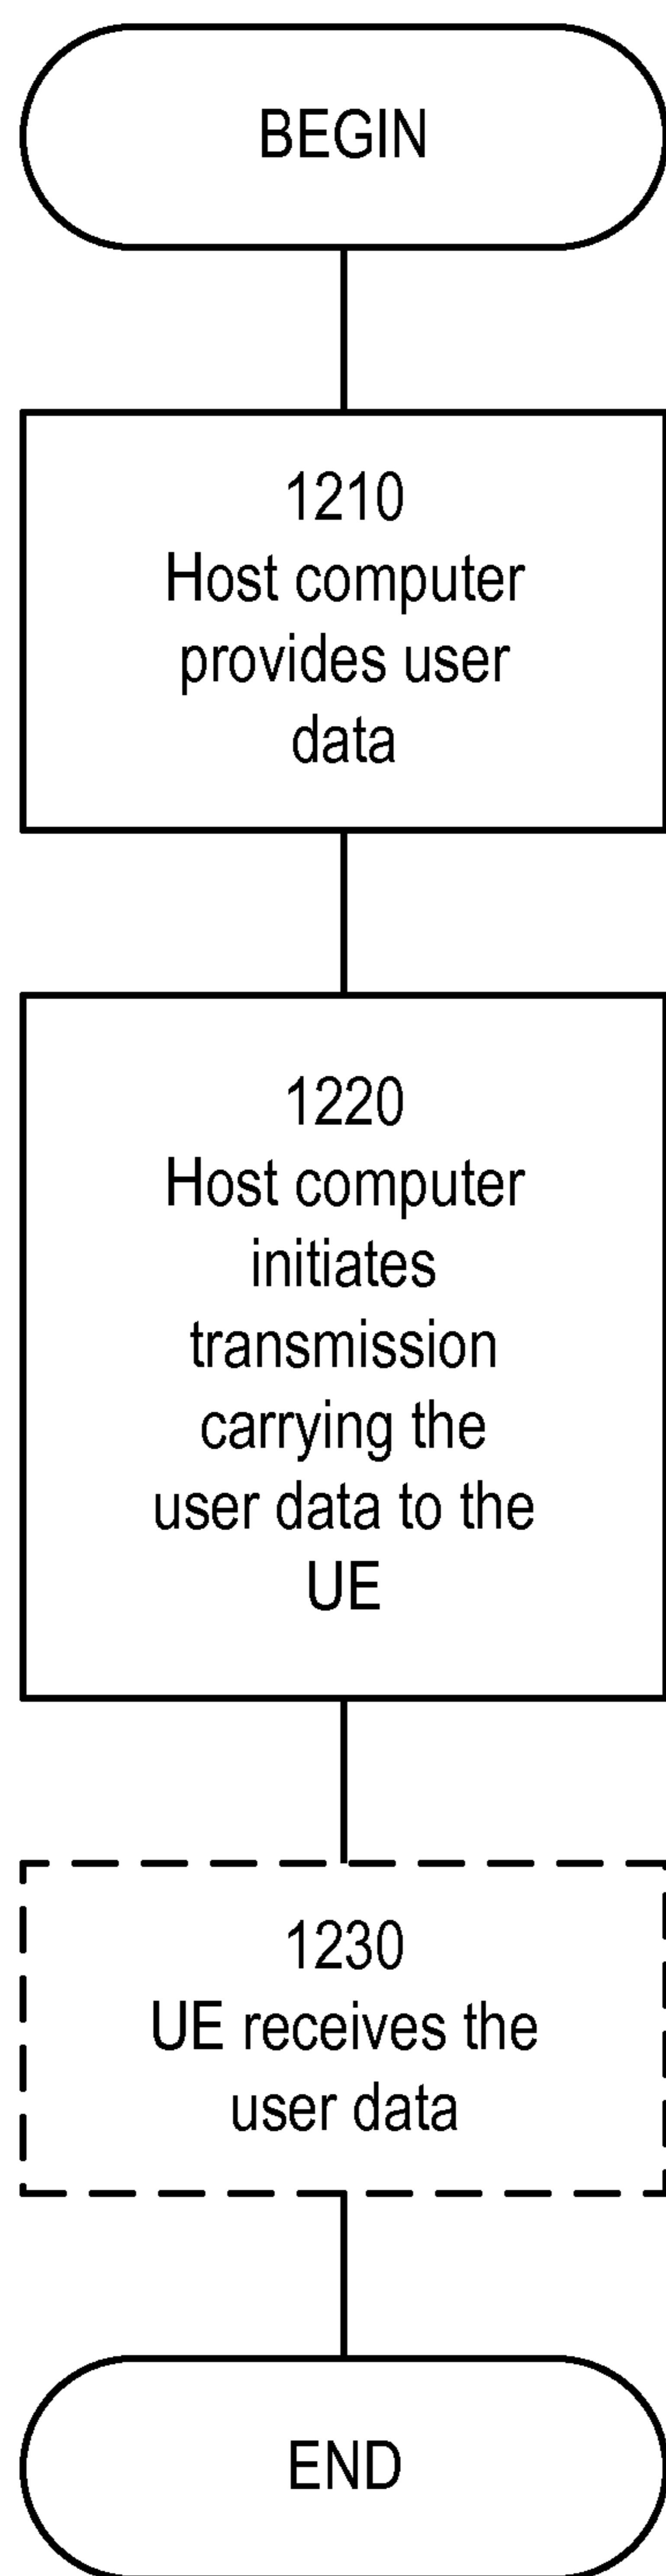 BEGIN
1210
Host computer
provides user
data
1220
Host computer
initiates
transmission
carrying the
user data to the
UE
1230
UE receives the
user data
END